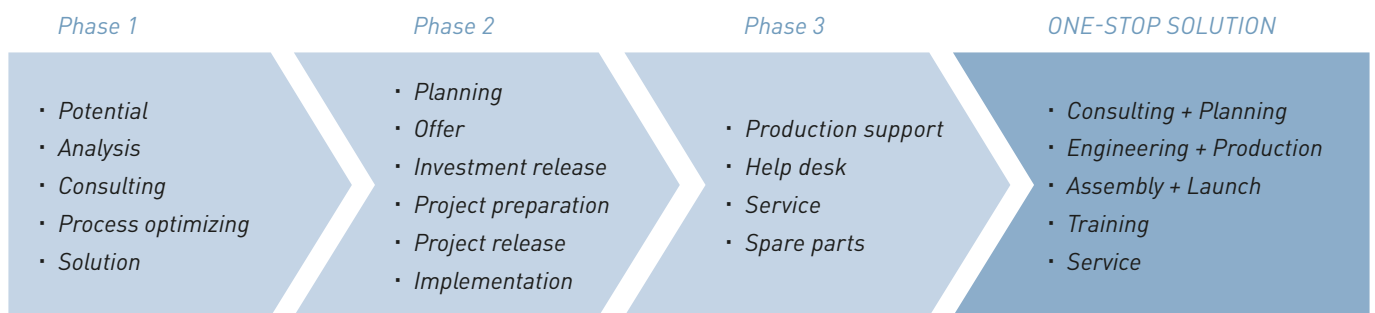 Phase 1
· Potential
· Analysis
· Consulting
· Process optimizing
· Solution
Phase 2
· Planning
· Offer
· Investment release
· Project preparation
· Project release
· Implementation
Phase 3
· Production support
· Help desk
· Service
· Spare parts
ONE-STOP SOLUTION
· Consulting + Planning
· Engineering + Production
· Assembly + Launch
· Training
· Service